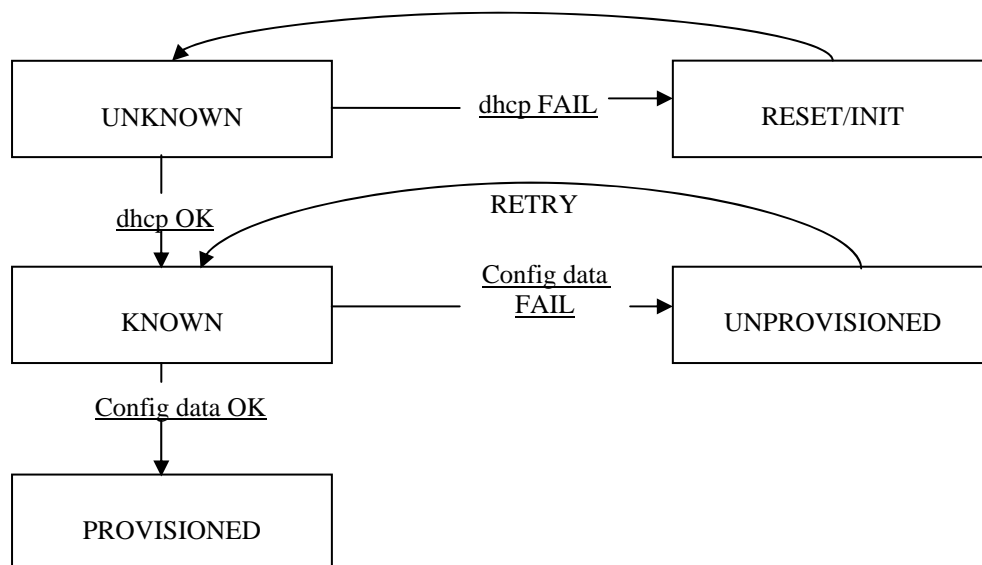 UNKNOWN
dhcp FAIL
RESET/INIT
dhcp OK
RETRY
KNOWN
Config data
FAIL
UNPROVISIONED
Config data OK
PROVISIONED